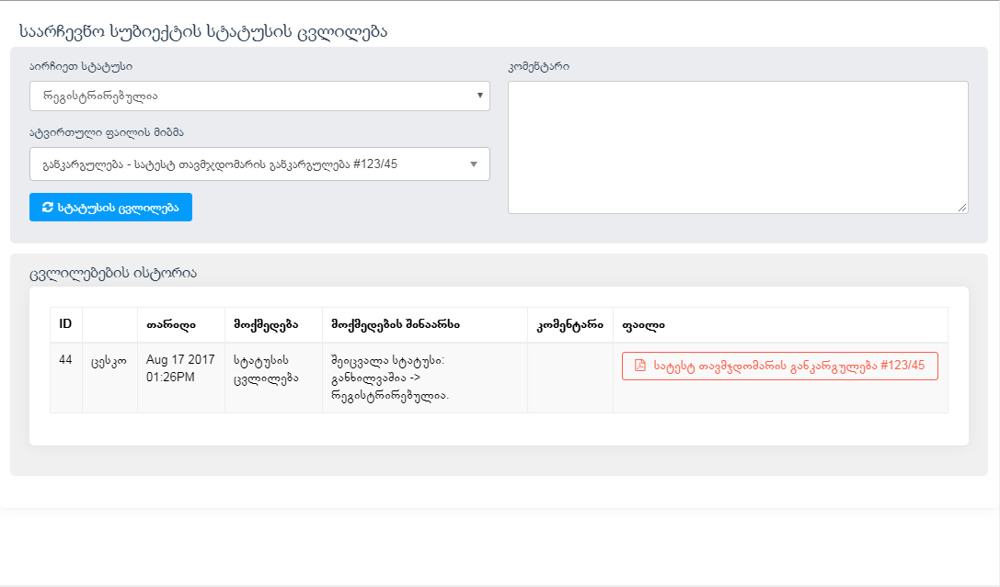 საარჩევნო სუბიექტის სტატუსის ცვლილება
აირჩიეთ სტატუსი
რეგისტრირებულია
ატვირთული ფაილის მიბმა
განკარგულება - სატესტ თავმჯდომარის განკარგულება #123/45
სტატუსის ცვლილება
კომენტარი
ცვლილებების ისტორია
ID თარიღი მოქმედება მოქმედების შინაარსი კომენტარი ფაილი
44 ცესკო Aug 17 2017 სტატუსის შეიცვალა სტატუსი: სატესტ თავმჯდომარის განკარგულება #123/45
01:26PM ცვლილება განხილვაშია ->
რეგისტრირებულია.